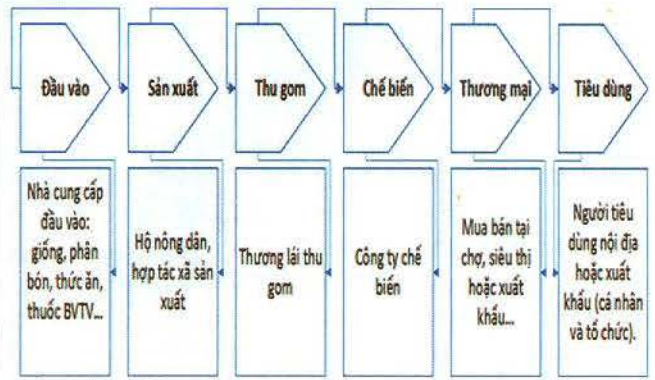 Đầu vào
Sản xuất
Thu gom
Chế biến
Thương mại
Tiêu dùng
Nhà cung cấp
đầu vào:
giống, phân
bón, thức ăn,
thuốc BVTV...
Hộ nông dân,
hợp tác xã sản
xuất
Thương lái thu
gom
Công ty chế
biến
Mua bán tại
chợ, siêu thị
hoặc xuất
khẩu...
Người tiêu
dùng nội địa
hoặc xuất
khẩu (cá nhân
và tổ chức).